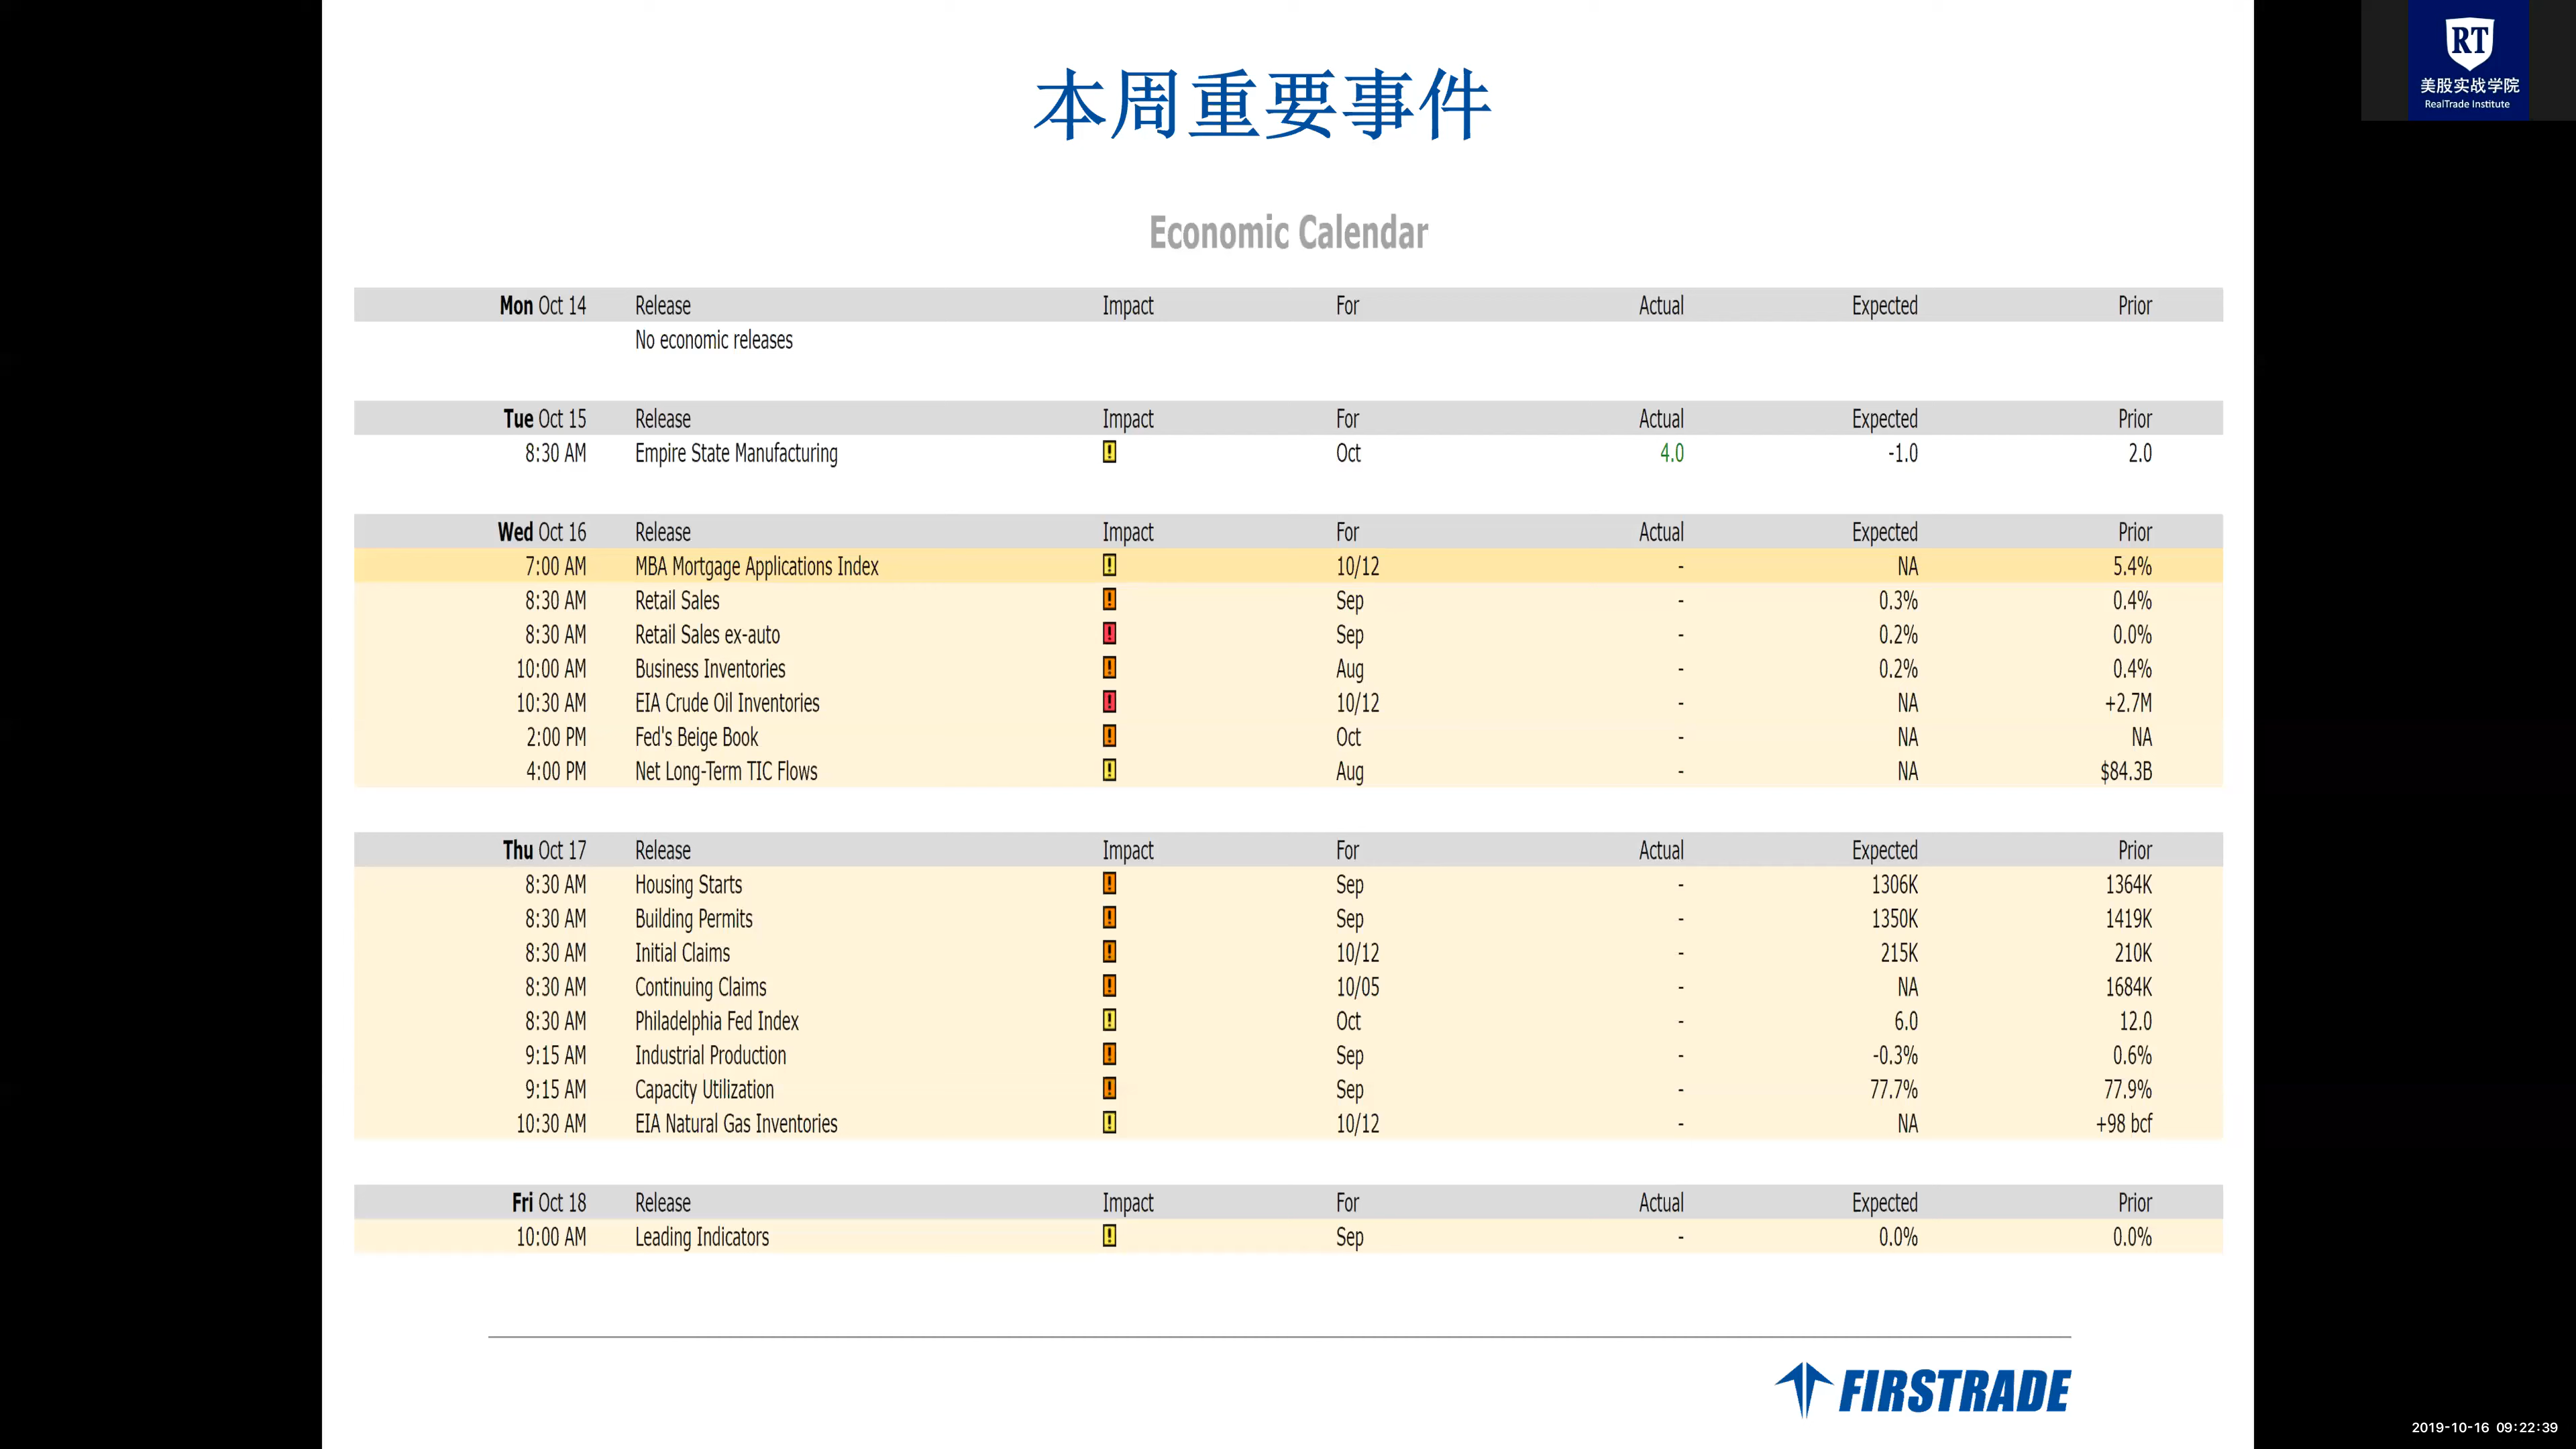 本周重要事件
RT
美股实战学院
RealTrade Institute
Economic Calendar
Mon Oct 14 Release Impact For Actual Expected Prior
No economic releases
Tue Oct 15 Release Impact For Actual Expected Prior
8:30 AM Empire State Manufacturing ! Oct 4.0 -1.0 2.0
Wed Oct 16 Release Impact For Actual Expected Prior
7:00 AM MBA Mortgage Applications Index ! 10/12 - NA 5.4%
8:30 AM Retail Sales ! Sep - 0.3% 0.4%
8:30 AM Retail Sales ex-auto ! Sep - 0.2% 0.0%
10:00 AM Business Inventories ! Aug - 0.2% 0.4%
10:30 AM EIA Crude Oil Inventories ! 10/12 - NA +2.7M
2:00 PM Fed's Beige Book ! Oct - NA NA
4:00 PM Net Long-Term TIC Flows ! Aug - NA $84.3B
Thu Oct 17 Release Impact For Actual Expected Prior
8:30 AM Housing Starts ! Sep - 1306K 1364K
8:30 AM Building Permits ! Sep - 1350K 1419K
8:30 AM Initial Claims ! 10/12 - 215K 210K
8:30 AM Continuing Claims ! 10/05 - NA 1684K
8:30 AM Philadelphia Fed Index ! Oct - 6.0 12.0
9:15 AM Industrial Production ! Sep - -0.3% 0.6%
9:15 AM Capacity Utilization ! Sep - 77.7% 77.9%
10:30 AM EIA Natural Gas Inventories ! 10/12 - NA +98 bcf
Fri Oct 18 Release Impact For Actual Expected Prior
10:00 AM Leading Indicators ! Sep - 0.0% 0.0%
FIRSTRADE
2019-10-16 09:22:39